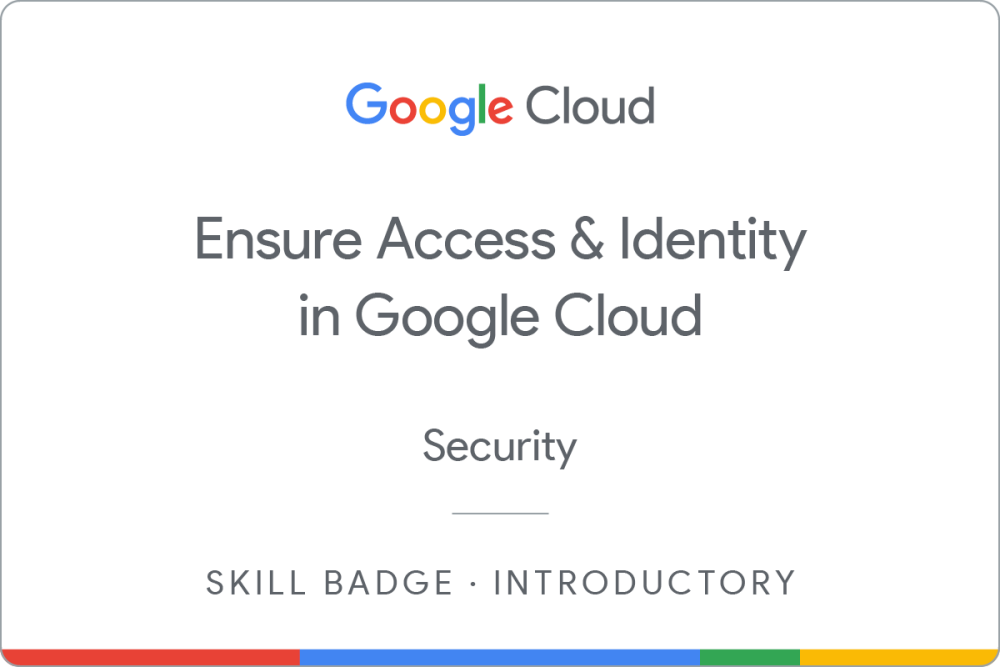 Google Cloud
Ensure Access & Identity
in Google Cloud
Security
SKILL BADGE · INTRODUCTORY